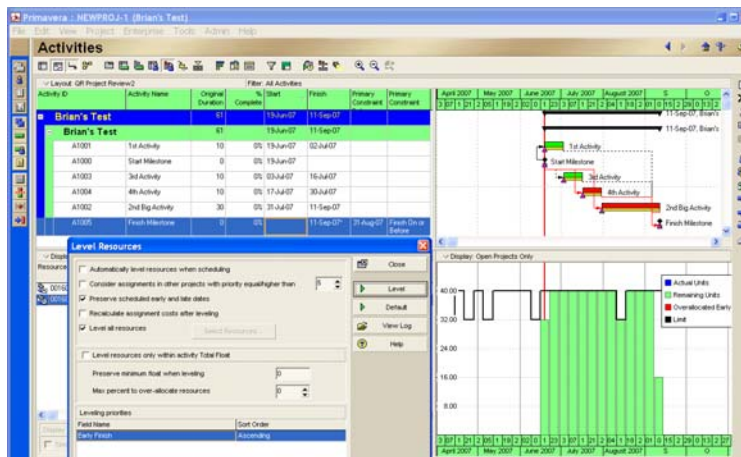 Primavera : NEWPROJ-1 (Brian's Test)
File Edit View Project Enterprise Tools Admin Help
Activities
Layout: QR Project Review2 Filter: All Activities
Activity ID Activity Name Original Duration % Complete Start Finish Primary Constraint Primary Constraint
April 2007 May 2007 June 2007 July 2007 August 2007 S O
Brian's Test 61 19-Jun-07 11-Sep-07
11-Sep-07, Brian's
Brian's Test 61 19-Jun-07 11-Sep-07
11-Sep-07, Brian's
A1001 1st Activity 10 0% 19-Jun-07 02-Jul-07
1st Activity
A1000 Start Milestone 0 0% 19-Jun-07
Start Milestone
A1003 3rd Activity 10 0% 03-Jul-07 16-Jul-07
3rd Activity
A1004 4th Activity 10 0% 17-Jul-07 30-Jul-07
4th Activity
A1002 2nd Big Activity 30 0% 31-Jul-07 11-Sep-07
2nd Big Activity
A1005 Finish Milestone 0 0% 11-Sep-07* 31-Aug-07 Finish On or Before
Finish Milestone
Level Resources
Automatically level resources when scheduling
Consider assignments in other projects with priority equal/higher than 5
Preserve scheduled early and late dates
Recalculate assignment costs after leveling
Level all resources
Select Resources...
Level resources only within activity Total Float
Preserve minimum float when leveling 0
Max percent to over-allocate resources 0
Leveling priorities
Field Name Sort Order
Early Finish Ascending
Close
Level
Default
View Log
Help
Display: Open Projects Only
Actual Units
Remaining Units
Overallocated Early
Limit
40.00
32.00
24.00
16.00
8.00
April 2007 May 2007 June 2007 July 2007 August 2007 S O